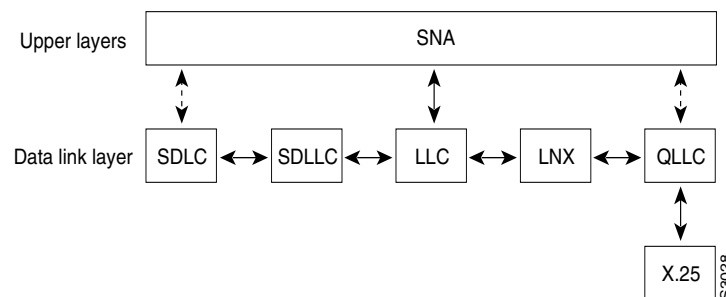 Upper layers
SNA
Data link layer
SDLC
SDLLC
LLC
LNX
QLLC
X.25